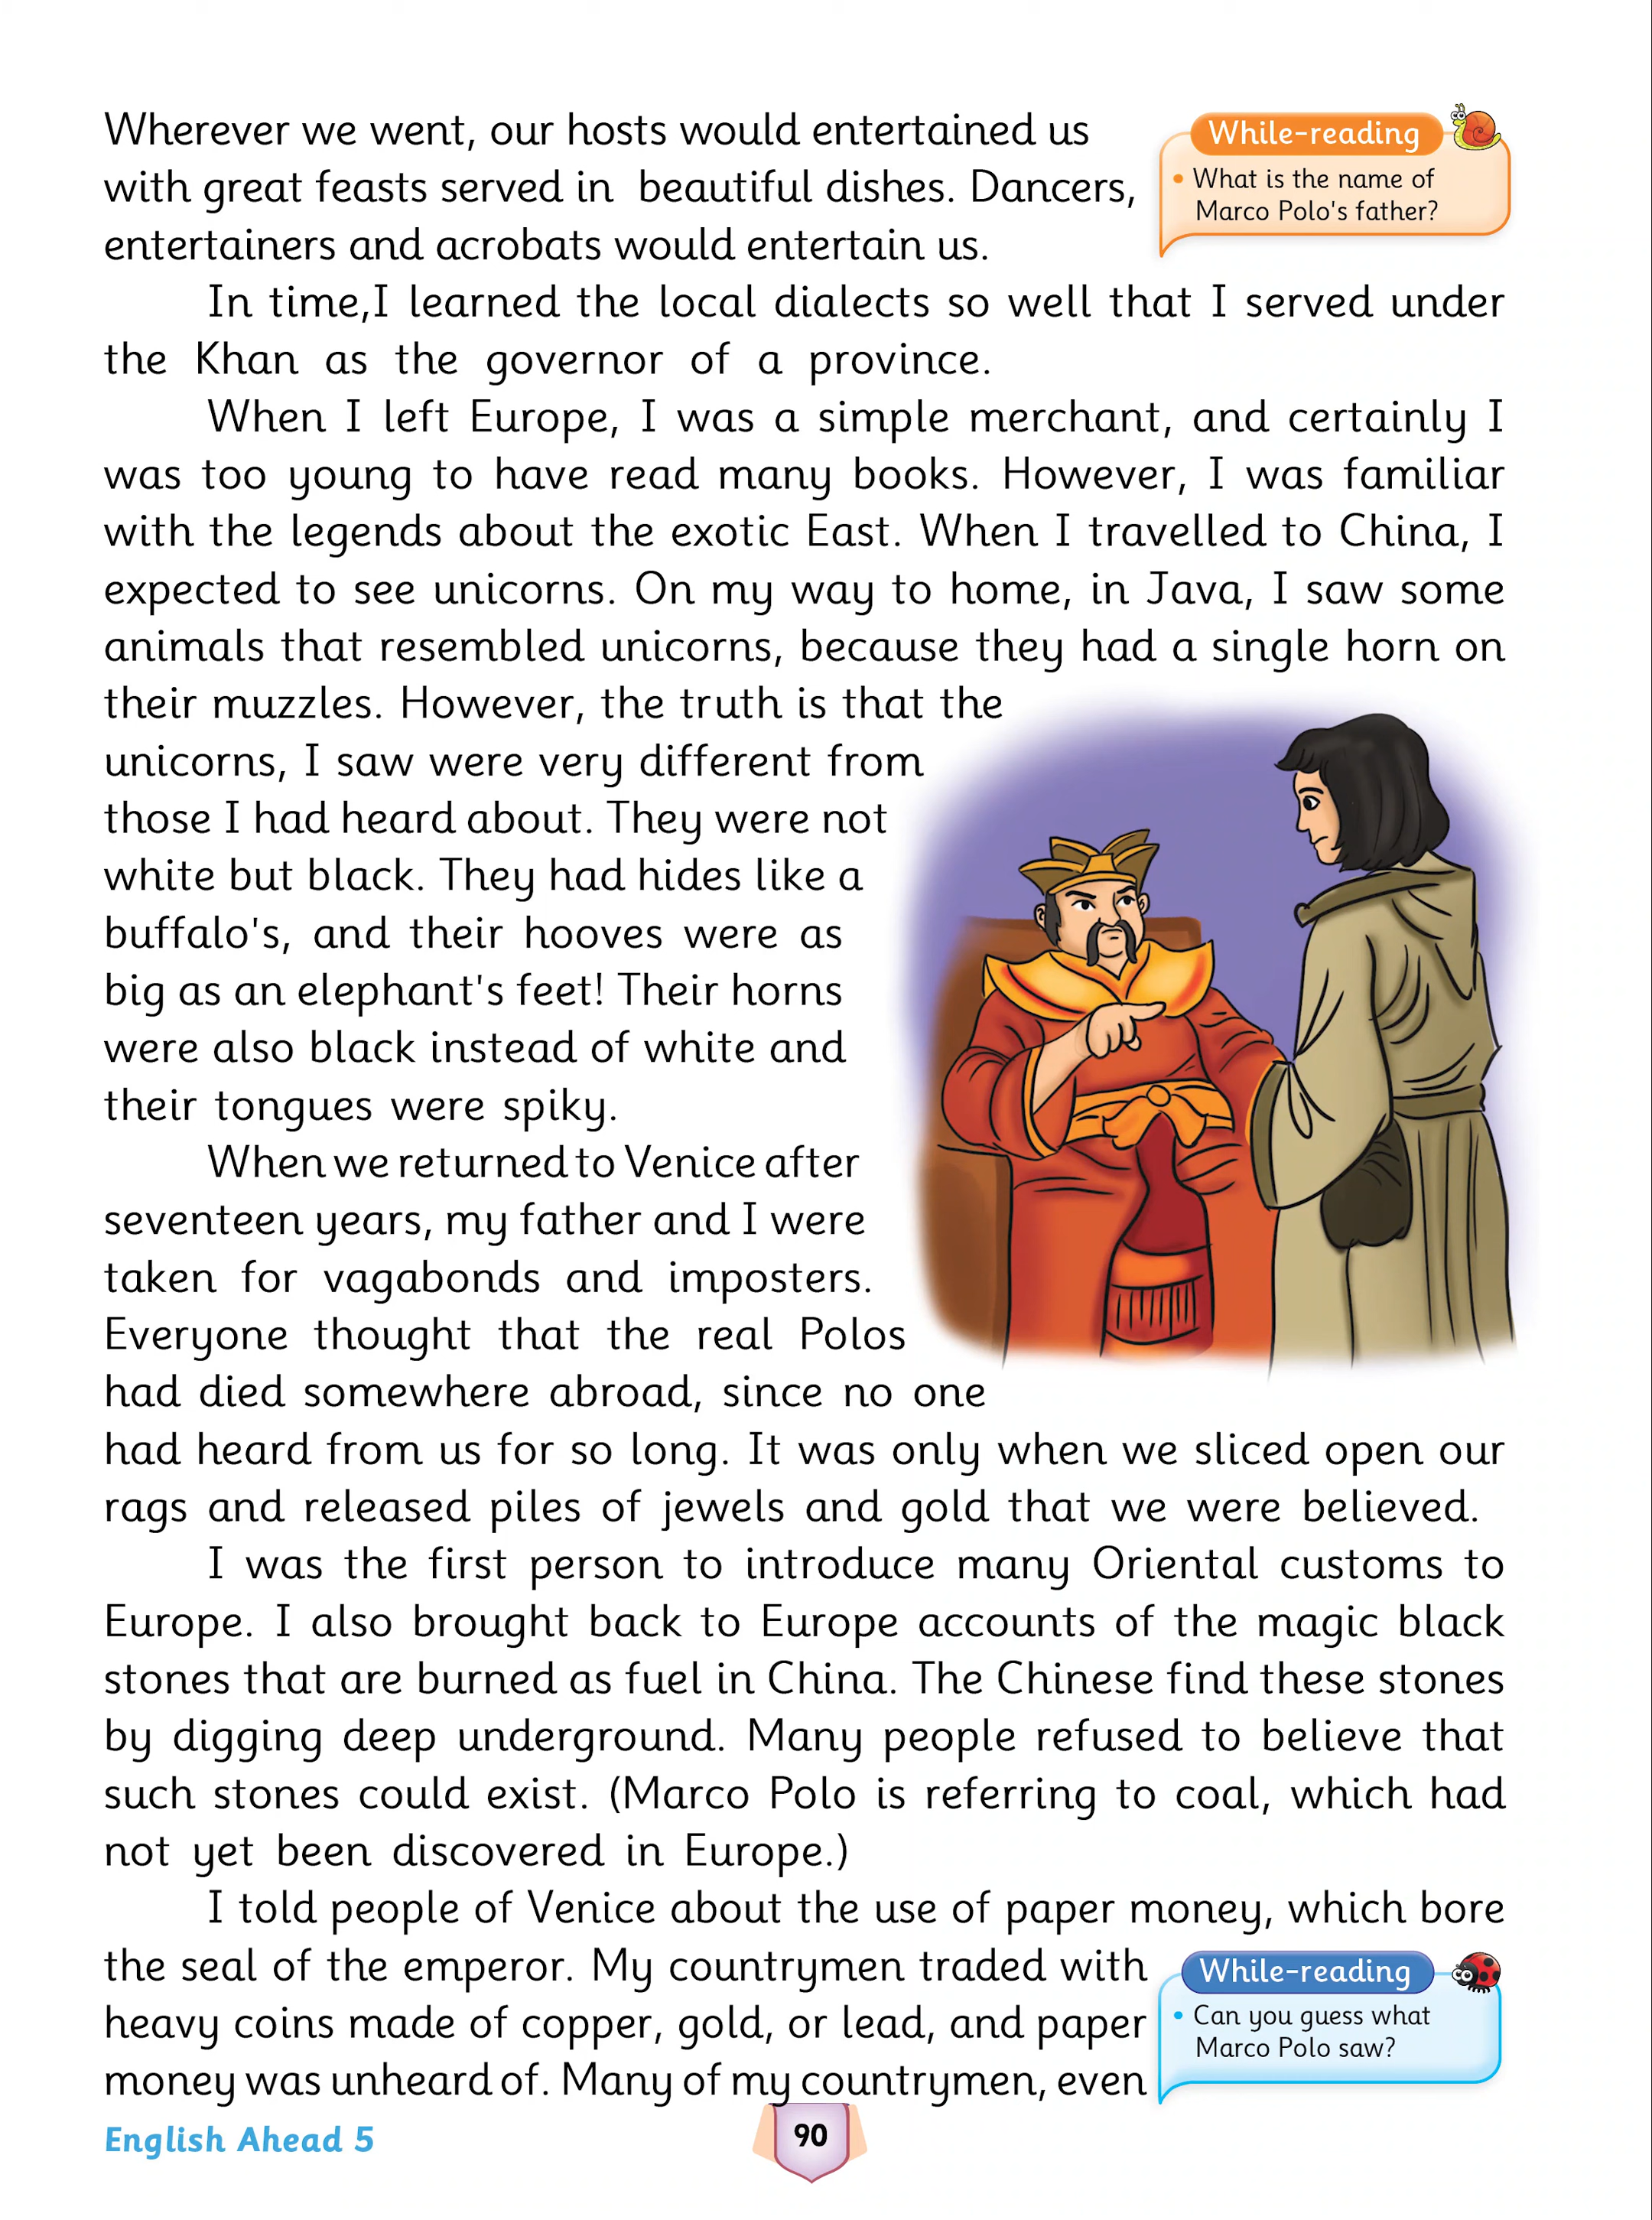 Wherever we went, our hosts would entertained us
with great feasts served in beautiful dishes. Dancers,
entertainers and acrobats would entertain us.
While-reading
• What is the name of
Marco Polo's father?
In time,I learned the local dialects so well that I served under
the Khan as the governor of a province.
When I left Europe, I was a simple merchant, and certainly I
was too young to have read many books. However, I was familiar
with the legends about the exotic East. When I travelled to China, I
expected to see unicorns. On my way to home, in Java, I saw some
animals that resembled unicorns, because they had a single horn on
their muzzles. However, the truth is that the
unicorns, I saw were very different from
those I had heard about. They were not
white but black. They had hides like a
buffalo's, and their hooves were as
big as an elephant's feet! Their horns
were also black instead of white and
their tongues were spiky.
When we returned to Venice after
seventeen years, my father and I were
taken for vagabonds and imposters.
Everyone thought that the real Polos
had died somewhere abroad, since no one
had heard from us for so long. It was only when we sliced open our
rags and released piles of jewels and gold that we were believed.
I was the first person to introduce many Oriental customs to
Europe. I also brought back to Europe accounts of the magic black
stones that are burned as fuel in China. The Chinese find these stones
by digging deep underground. Many people refused to believe that
such stones could exist. (Marco Polo is referring to coal, which had
not yet been discovered in Europe.)
I told people of Venice about the use of paper money, which bore
the seal of the emperor. My countrymen traded with
heavy coins made of copper, gold, or lead, and paper
money was unheard of. Many of my countrymen, even
While-reading
• Can you guess what
Marco Polo saw?
English Ahead 5
90